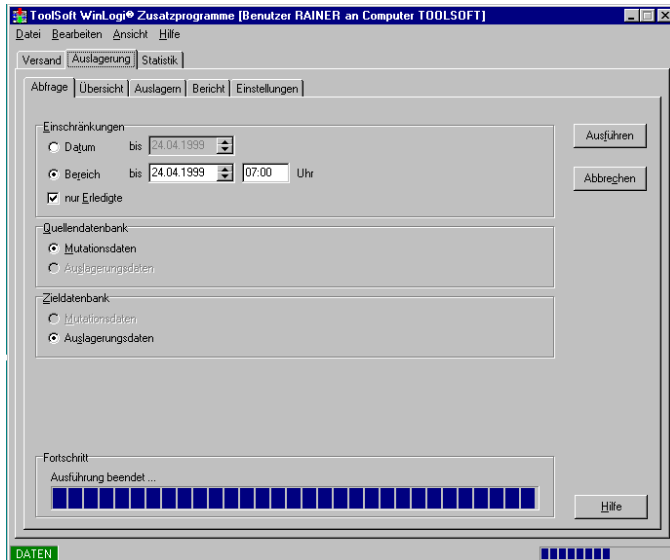 ToolSoft WinLogi® Zusatzprogramme [Benutzer RAINER an Computer TOOLSOFT]
Datei Bearbeiten Ansicht Hilfe
Versand Auslagerung Statistik
Abfrage Übersicht Auslagern Bericht Einstellungen
Einschränkungen
Datum bis 24.04.1999
Ausführen
Bereich bis 24.04.1999 07:00 Uhr
Abbrechen
nur Erledigte
Quellendatenbank
Mutationsdaten
Auslagerungsdaten
Zieldatenbank
Mutationsdaten
Auslagerungsdaten
Fortschritt
Ausführung beendet ...
Hilfe
DATEN